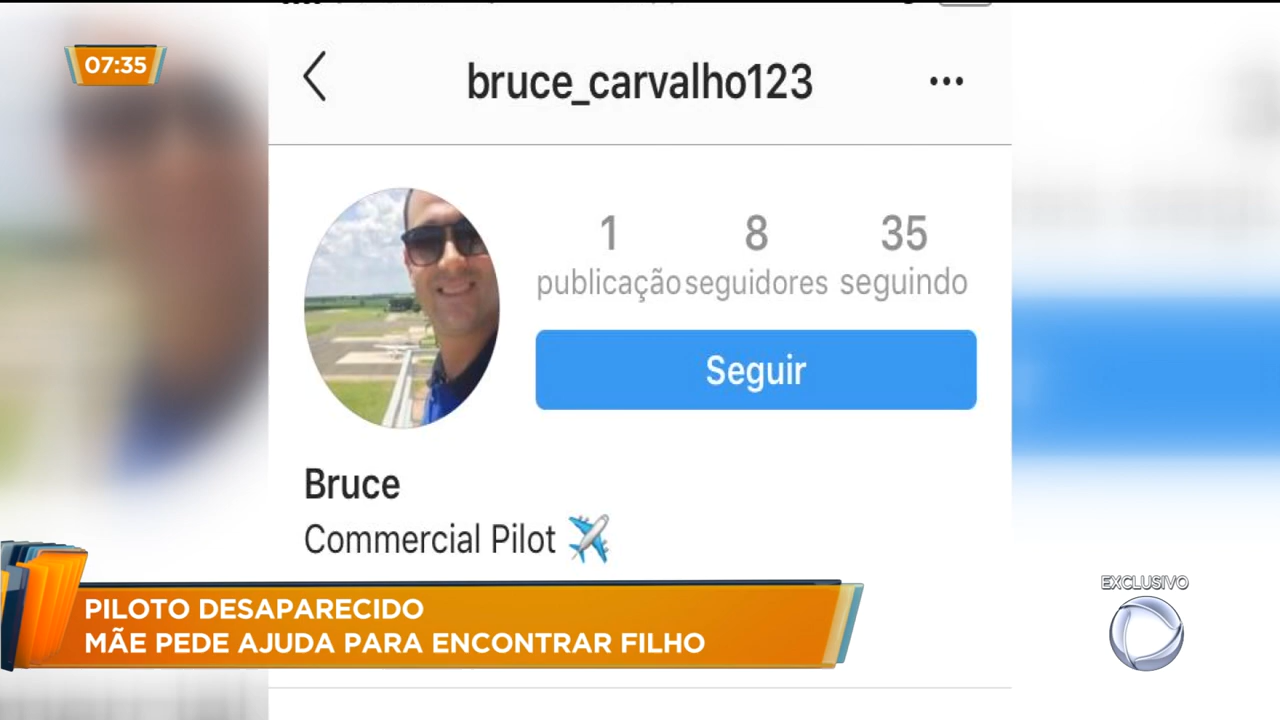 07:35
bruce_carvalho123
1 8 35
publicação seguidores seguindo
Seguir
Bruce
Commercial Pilot
PILOTO DESAPARECIDO
MÃE PEDE AJUDA PARA ENCONTRAR FILHO
EXCLUSIVO